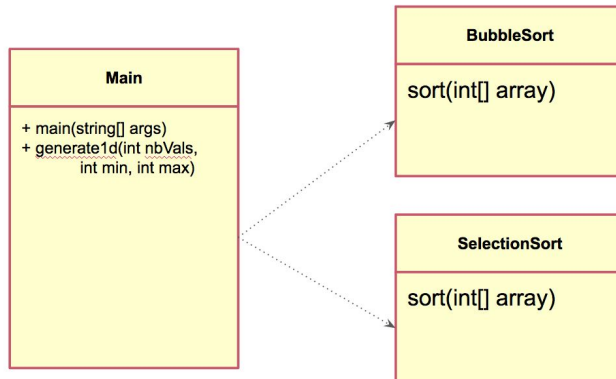 Main
+ main(string[] args)
+ generate1d(int nbVals,
int min, int max)
BubbleSort
sort(int[] array)
SelectionSort
sort(int[] array)